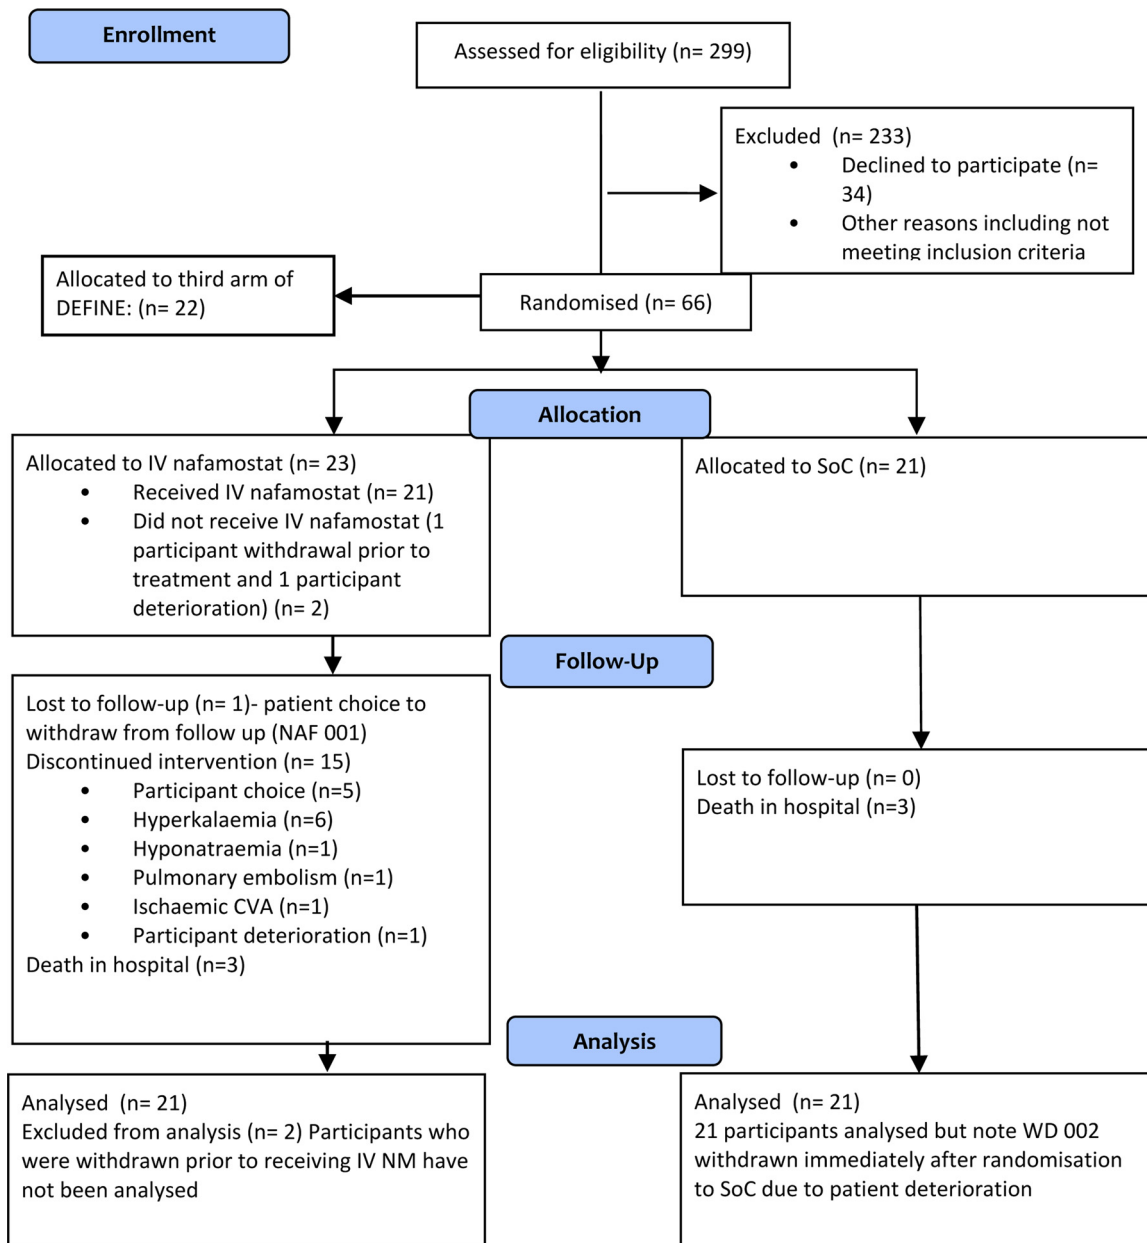 Enrollment
Assessed for eligibility (n= 299)
Excluded  (n= 233)
• Declined to participate (n=
34)
• Other reasons including not
meeting inclusion criteria
Allocated to third arm of
DEFINE: (n= 22)
Randomised (n= 66)
Allocation
Allocated to IV nafamostat (n= 23)
• Received IV nafamostat (n= 21)
• Did not receive IV nafamostat (1
participant withdrawal prior to
treatment and 1 participant
deterioration) (n= 2)
Allocated to SoC (n= 21)
Follow-Up
Lost to follow-up (n= 1)- patient choice to
withdraw from follow up (NAF 001)
Discontinued intervention (n= 15)
• Participant choice (n=5)
• Hyperkalaemia (n=6)
• Hyponatraemia (n=1)
• Pulmonary embolism (n=1)
• Ischaemic CVA (n=1)
• Participant deterioration (n=1)
Death in hospital (n=3)
Lost to follow-up (n= 0)
Death in hospital (n=3)
Analysis
Analysed  (n= 21)
Excluded from analysis (n= 2) Participants who
were withdrawn prior to receiving IV NM have
not been analysed
Analysed  (n= 21)
21 participants analysed but note WD 002
withdrawn immediately after randomisation
to SoC due to patient deterioration